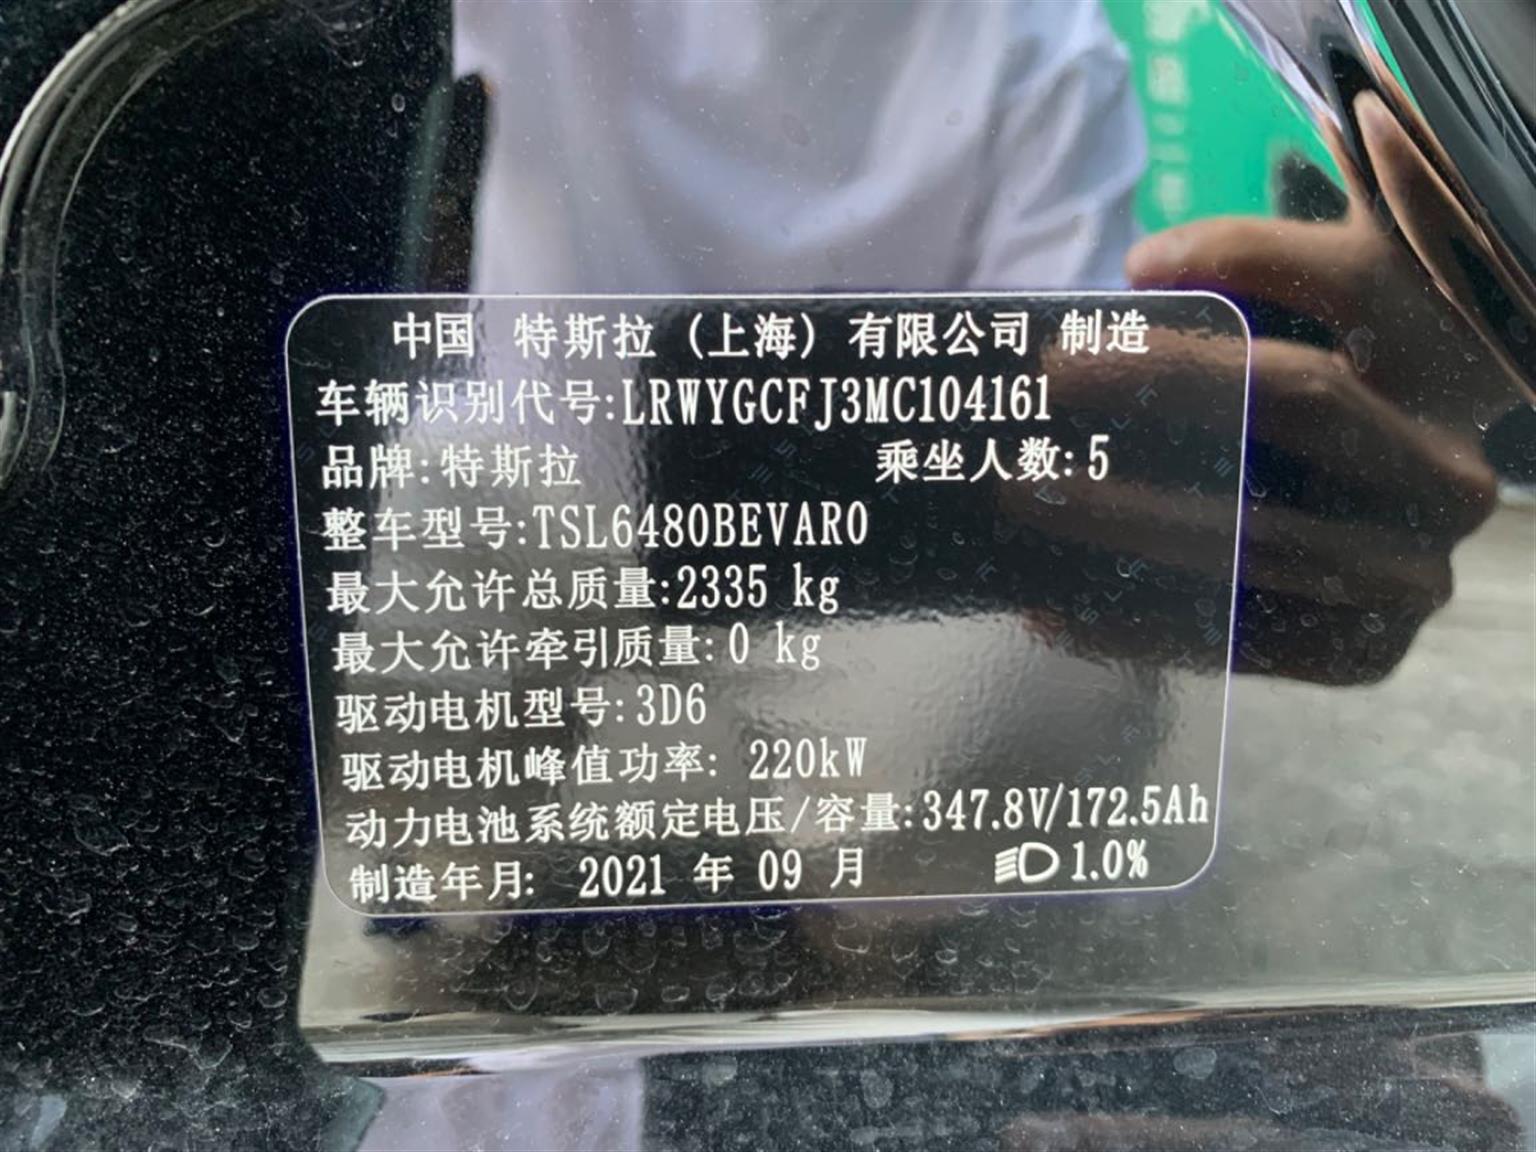 中国 特斯拉 (上海) 有限公司 制造
车辆识别代号:LRWYGCFJ3MC104161
品牌:特斯拉 乘坐人数:5
整车型号:TSL6480BEVAR0
最大允许总质量:2335 kg
最大允许牵引质量: 0 kg
驱动电机型号:3D6
驱动电机峰值功率: 220kW
动力电池系统额定电压/容量:347.8V/172.5Ah
制造年月: 2021 年 09 月 1.0%